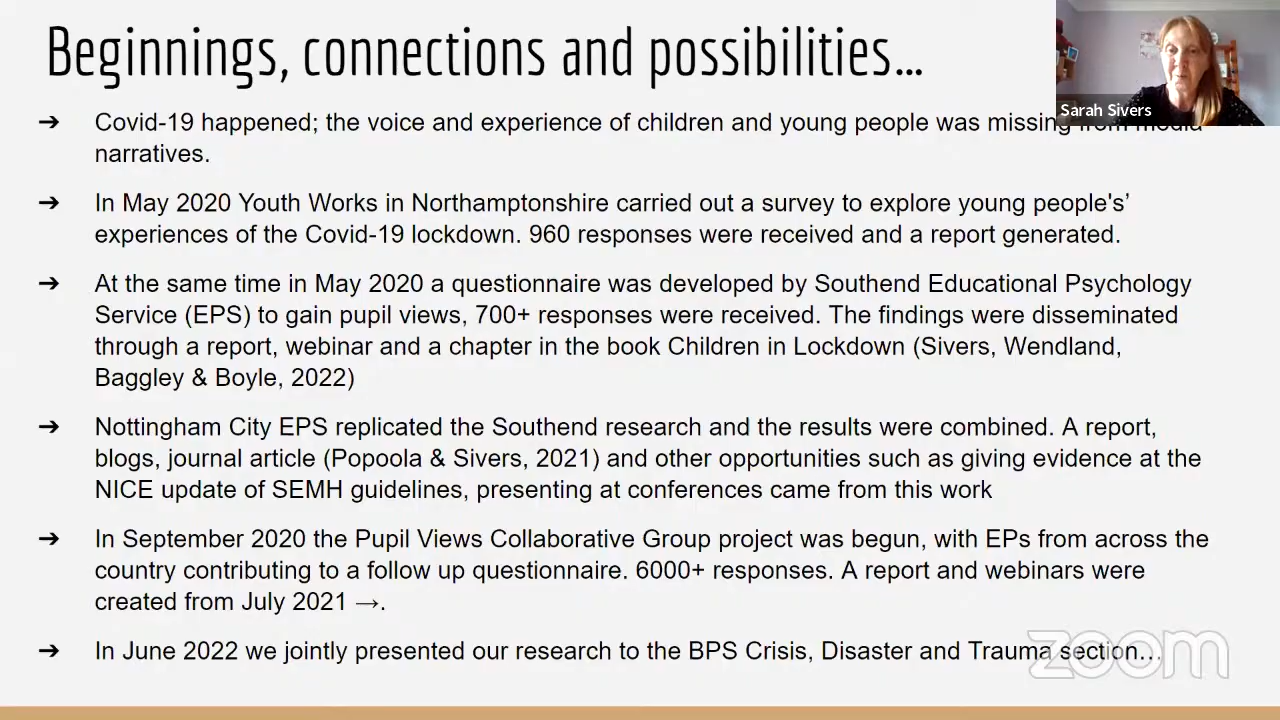 Beginnings, connections and possibilities...
Sarah Sivers
➔ Covid-19 happened; the voice and experience of children and young people was missing from media
narratives.
➔ In May 2020 Youth Works in Northamptonshire carried out a survey to explore young people's’
experiences of the Covid-19 lockdown. 960 responses were received and a report generated.
➔ At the same time in May 2020 a questionnaire was developed by Southend Educational Psychology
Service (EPS) to gain pupil views, 700+ responses were received. The findings were disseminated
through a report, webinar and a chapter in the book Children in Lockdown (Sivers, Wendland,
Baggley & Boyle, 2022)
➔ Nottingham City EPS replicated the Southend research and the results were combined. A report,
blogs, journal article (Popoola & Sivers, 2021) and other opportunities such as giving evidence at the
NICE update of SEMH guidelines, presenting at conferences came from this work
➔ In September 2020 the Pupil Views Collaborative Group project was begun, with EPs from across the
country contributing to a follow up questionnaire. 6000+ responses. A report and webinars were
created from July 2021 →.
➔ In June 2022 we jointly presented our research to the BPS Crisis, Disaster and Trauma section...
zoom